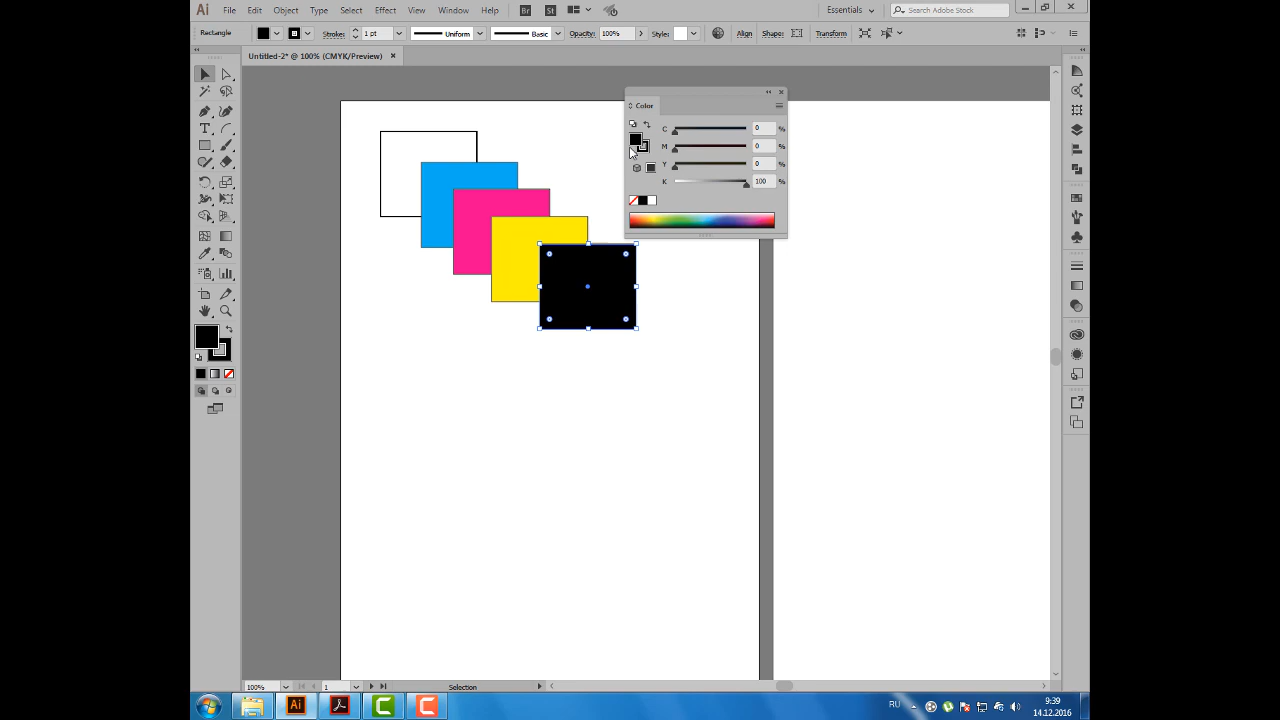 Ai File Edit Object Type Select Effect View Window Help Br St Essentials Search Adobe Stock
Rectangle Stroke: 1 pt Uniform Basic Opacity: 100% Style: Align Shape: Transform
Untitled-2* @ 100% (CMYK/Preview)
Color
C 0 %
M 0 %
Y 0 %
K 100 %
100% 1 Selection
Ai C C RU 9:39
14.12.2016